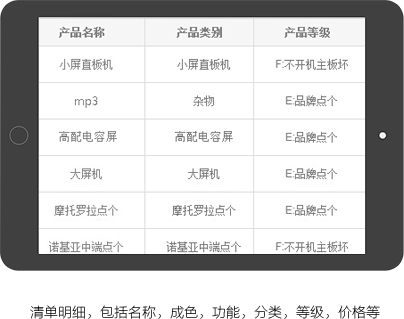 产品名称 产品类别 产品等级
小屏直板机 小屏直板机 F:不开机主板坏
mp3 杂物 E:品牌点个
高配电容屏 高配电容屏 E:品牌点个
大屏机 大屏机 E:品牌点个
摩托罗拉点个 摩托罗拉点个 E:品牌点个
诺基亚中端点个 诺基亚中端点个 F:不开机主板坏
清单明细，包括名称，成色，功能，分类，等级，价格等